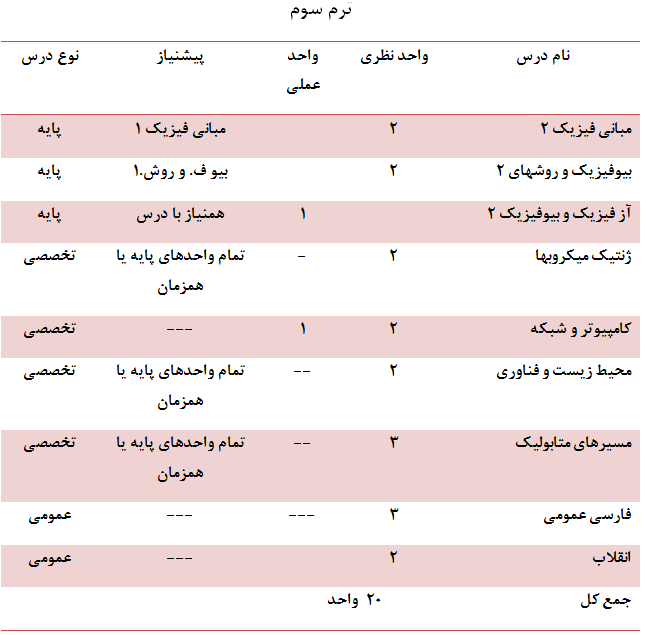 ترم سوم
نام درس واحد نظری واحد عملی پیشنیاز نوع درس
مبانی فیزیک ۲ ۲ مبانی فیزیک ۱ پایه
بیوفیزیک و روشهای ۲ ۲ بیو ف. و روش.۱ پایه
آز فیزیک و بیوفیزیک ۲ ۱ همنیاز با درس پایه
ژنتیک میکروبها ۲ - تمام واحدهای پایه یا همزمان تخصصی
کامپیوتر و شبکه ۲ ۱ --- تخصصی
محیط زیست و فناوری ۲ -- تمام واحدهای پایه یا همزمان تخصصی
مسیرهای متابولیک ۳ -- تمام واحدهای پایه یا همزمان تخصصی
فارسی عمومی ۳ --- --- عمومی
انقلاب ۲ --- عمومی
جمع کل ۲۰ واحد